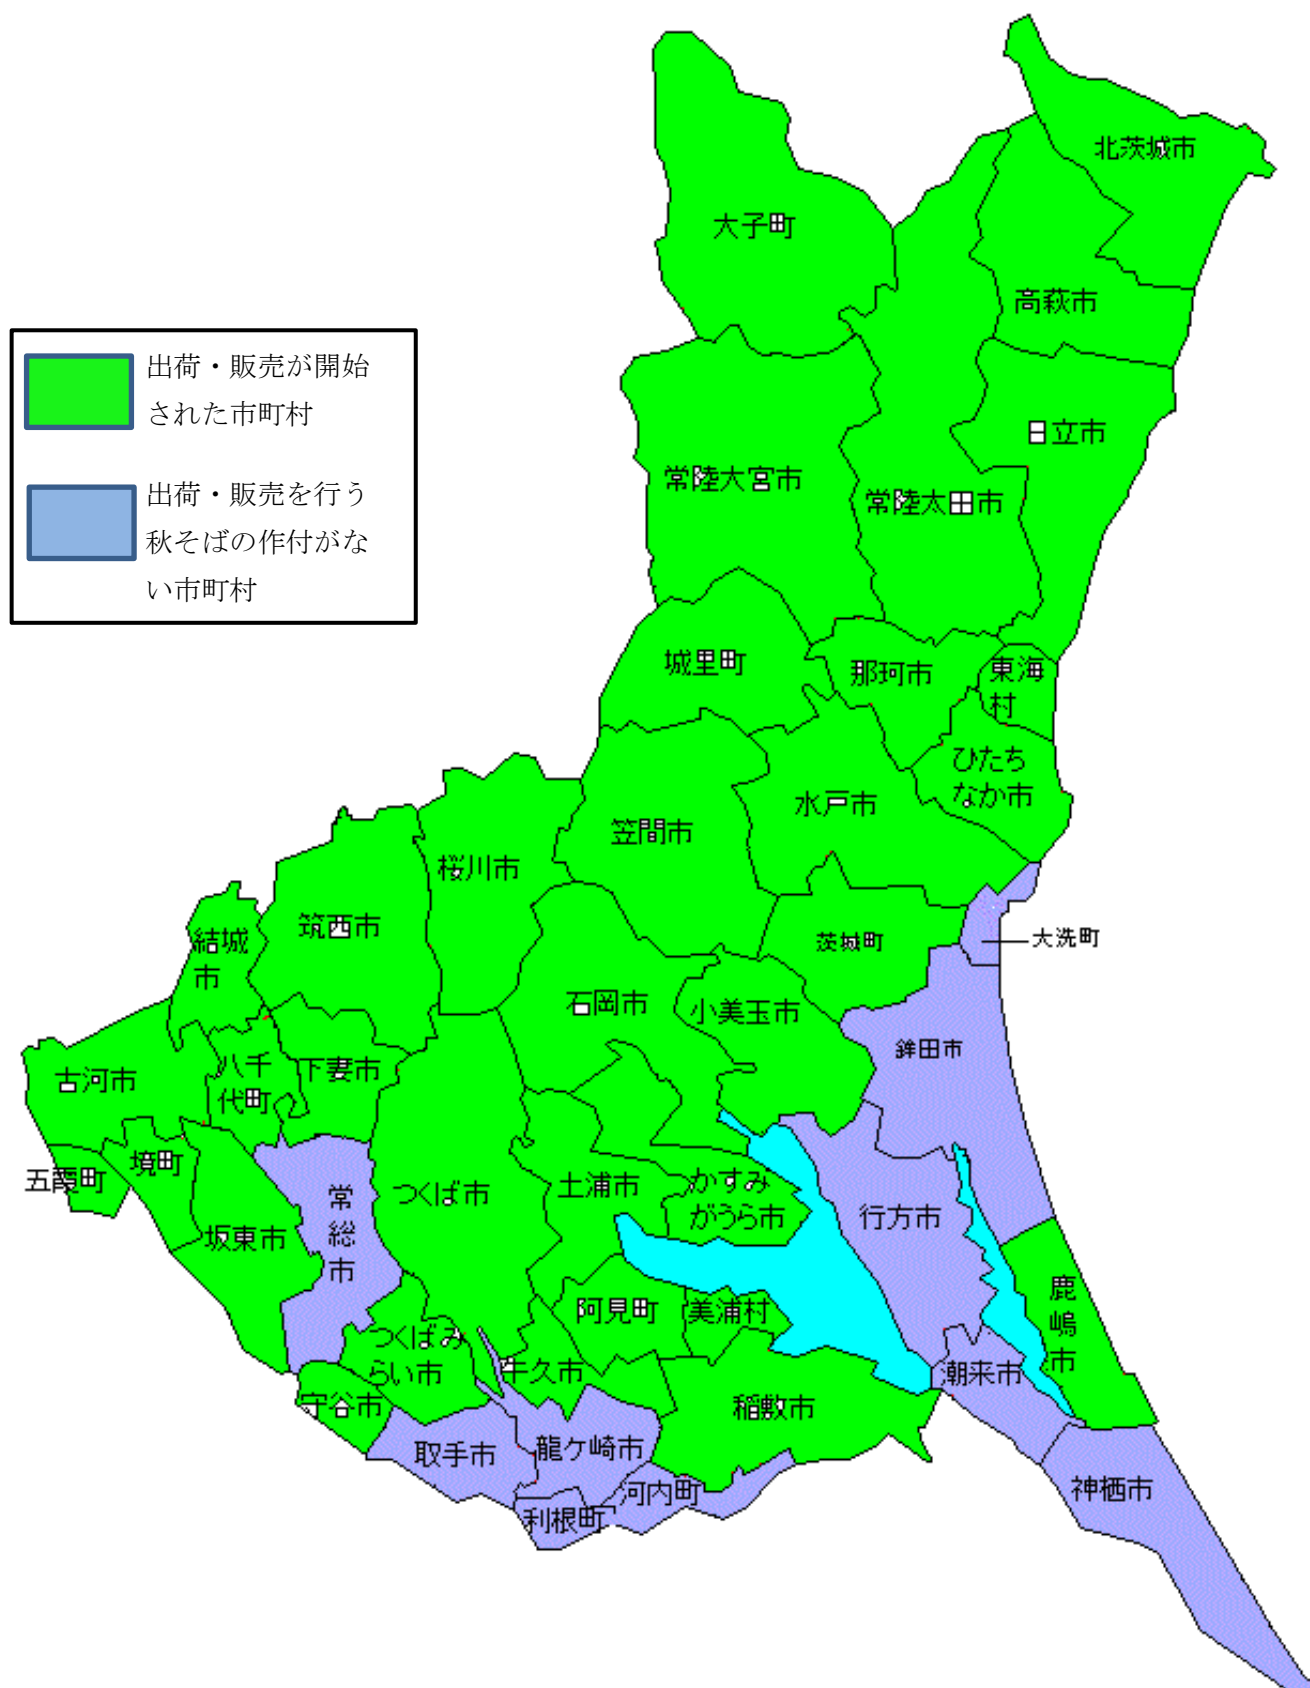 北茨城市
大子町
高萩市
出荷・販売が開始
された市町村
日立市
常陸大宮市
常陸太田市
出荷・販売を行う
秋そばの作付がな
い市町村
城里町
那珂市
東海
村
ひたち
なか市
水戸市
笠間市
桜川市
筑西市
結城
市
茨城町
大洗町
石岡市
小美玉市
鉾田市
古河市
八千
代町
下妻市
五霞町
境町
坂東市
常
総
市
つくば市
土浦市
かすみ
がうら市
行方市
鹿
嶋
市
阿見町
美浦村
つくばみ
らい市
牛久市
潮来市
守谷市
稲敷市
取手市
龍ケ崎市
河内町
利根町
神栖市